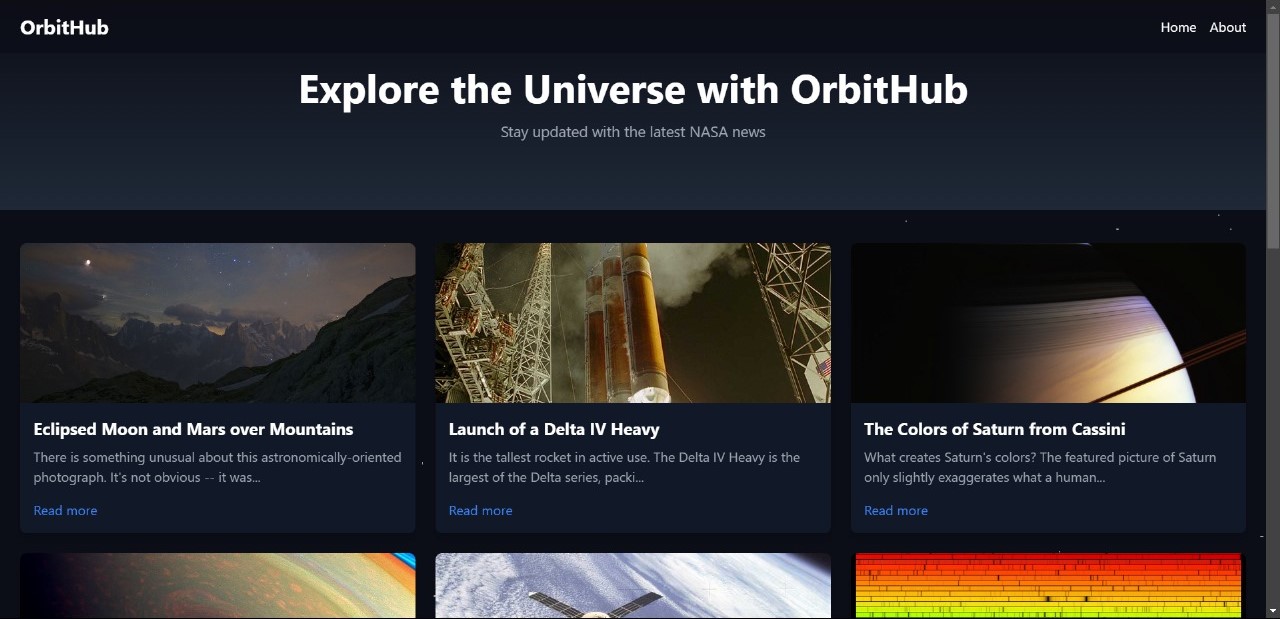 OrbitHub
Home About
Explore the Universe with OrbitHub
Stay updated with the latest NASA news
Eclipsed Moon and Mars over Mountains
There is something unusual about this astronomically-oriented
photograph. It's not obvious -- it was...
Read more
Launch of a Delta IV Heavy
It is the tallest rocket in active use. The Delta IV Heavy is the
largest of the Delta series, packi...
Read more
The Colors of Saturn from Cassini
What creates Saturn's colors? The featured picture of Saturn
only slightly exaggerates what a human...
Read more